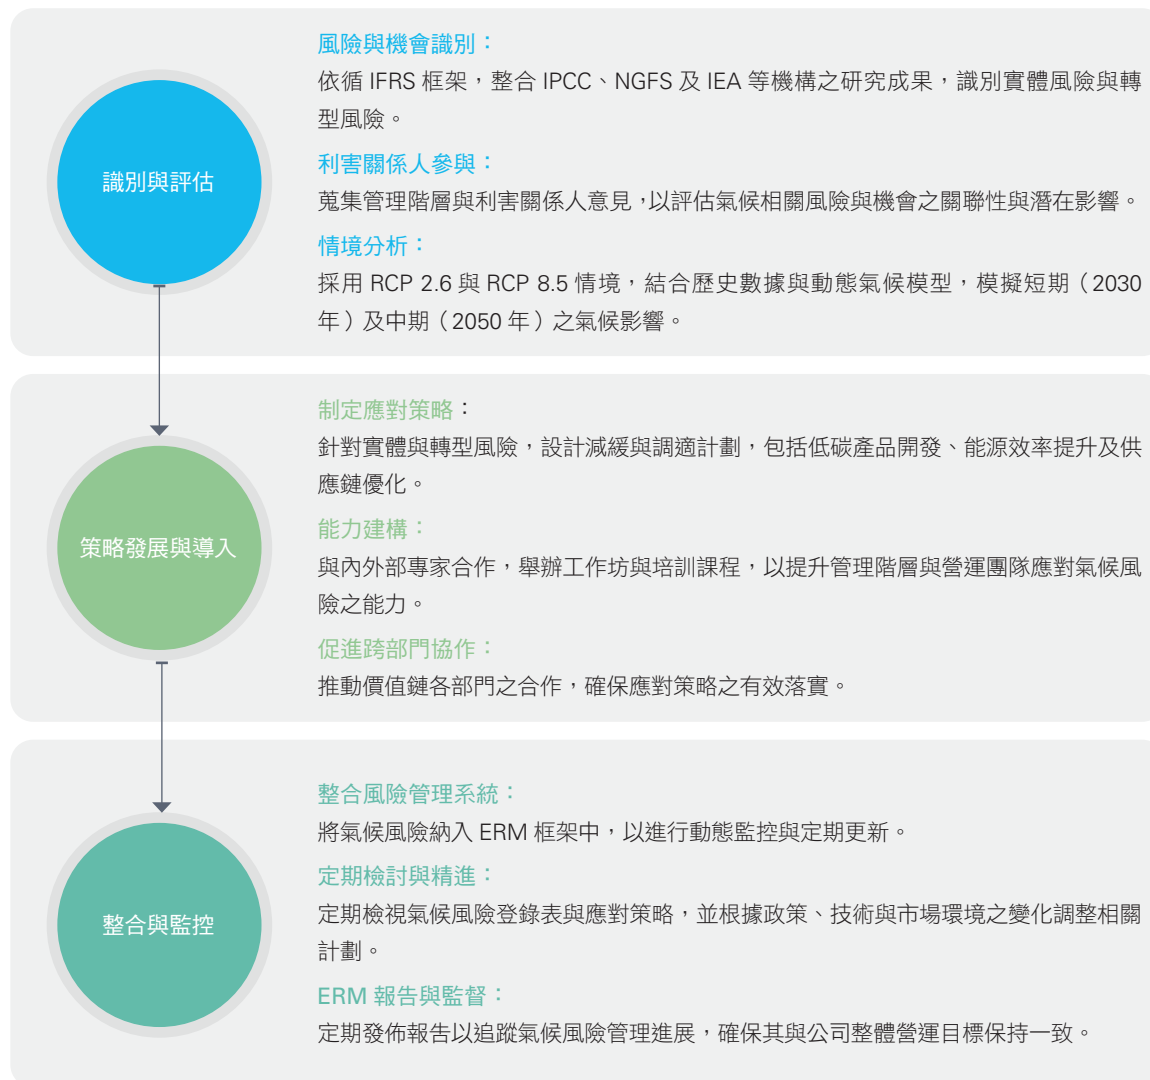 識別與評估
風險與機會識別：
依循 IFRS 框架，整合 IPCC、NGFS 及 IEA 等機構之研究成果，識別實體風險與轉
型風險。
利害關係人參與：
蒐集管理階層與利害關係人意見，以評估氣候相關風險與機會之關聯性與潛在影響。
情境分析：
採用 RCP 2.6 與 RCP 8.5 情境，結合歷史數據與動態氣候模型，模擬短期（2030
年）及中期（2050 年）之氣候影響。
策略發展與導入
制定應對策略：
針對實體與轉型風險，設計減緩與調適計劃，包括低碳產品開發、能源效率提升及供
應鏈優化。
能力建構：
與內外部專家合作，舉辦工作坊與培訓課程，以提升管理階層與營運團隊應對氣候風
險之能力。
促進跨部門協作：
推動價值鏈各部門之合作，確保應對策略之有效落實。
整合與監控
整合風險管理系統：
將氣候風險納入 ERM 框架中，以進行動態監控與定期更新。
定期檢討與精進：
定期檢視氣候風險登錄表與應對策略，並根據政策、技術與市場環境之變化調整相關
計劃。
ERM 報告與監督：
定期發佈報告以追蹤氣候風險管理進展，確保其與公司整體營運目標保持一致。